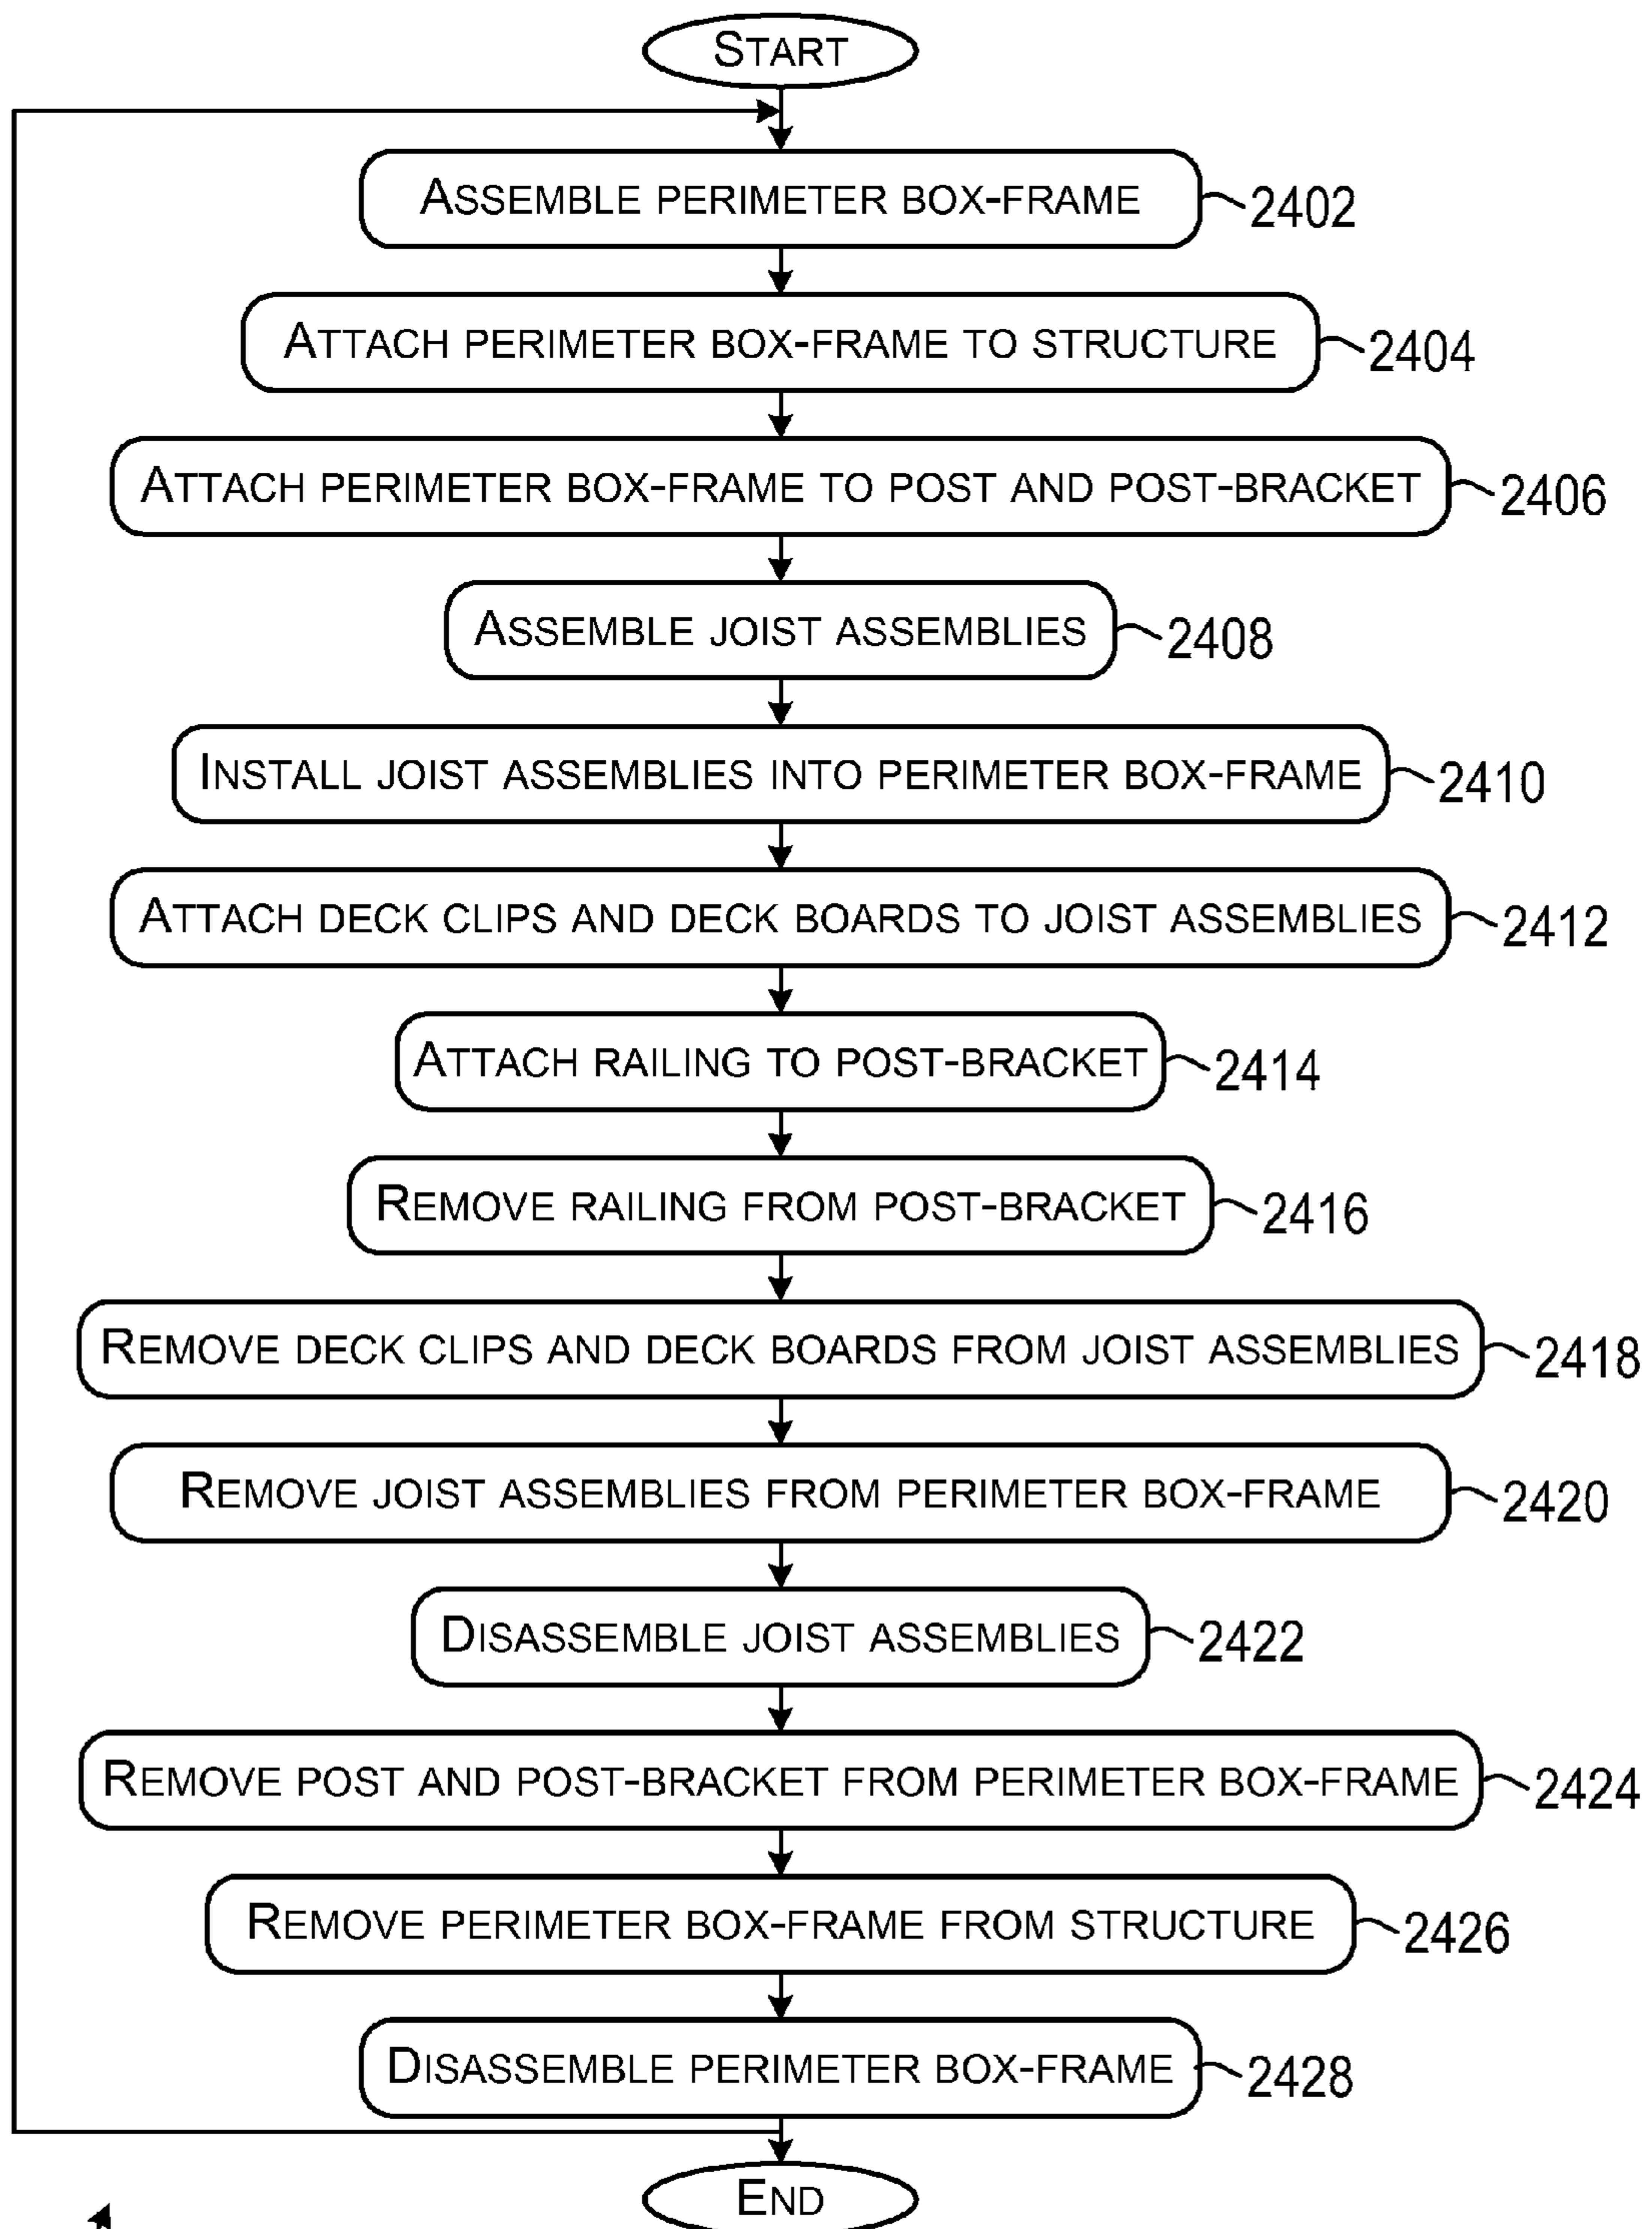 START
ASSEMBLE PERIMETER BOX-FRAME 2402
ATTACH PERIMETER BOX-FRAME TO STRUCTURE 2404
ATTACH PERIMETER BOX-FRAME TO POST AND POST-BRACKET 2406
ASSEMBLE JOIST ASSEMBLIES 2408
INSTALL JOIST ASSEMBLIES INTO PERIMETER BOX-FRAME 2410
ATTACH DECK CLIPS AND DECK BOARDS TO JOIST ASSEMBLIES 2412
ATTACH RAILING TO POST-BRACKET 2414
REMOVE RAILING FROM POST-BRACKET 2416
REMOVE DECK CLIPS AND DECK BOARDS FROM JOIST ASSEMBLIES 2418
REMOVE JOIST ASSEMBLIES FROM PERIMETER BOX-FRAME 2420
DISASSEMBLE JOIST ASSEMBLIES 2422
REMOVE POST AND POST-BRACKET FROM PERIMETER BOX-FRAME 2424
REMOVE PERIMETER BOX-FRAME FROM STRUCTURE 2426
DISASSEMBLE PERIMETER BOX-FRAME 2428
END